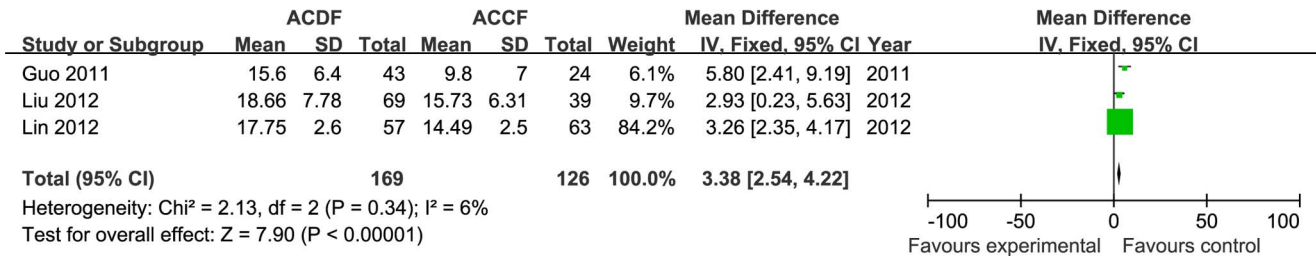 ACDF ACCF Mean Difference Mean Difference
Study or Subgroup Mean SD Total Mean SD Total Weight IV, Fixed, 95% CI Year IV, Fixed, 95% CI
Guo 2011 15.6 6.4 43 9.8 7 24 6.1% 5.80 [2.41, 9.19] 2011
Liu 2012 18.66 7.78 69 15.73 6.31 39 9.7% 2.93 [0.23, 5.63] 2012
Lin 2012 17.75 2.6 57 14.49 2.5 63 84.2% 3.26 [2.35, 4.17] 2012
Total (95% CI) 169 126 100.0% 3.38 [2.54, 4.22]
Heterogeneity: Chi² = 2.13, df = 2 (P = 0.34); I² = 6%
Test for overall effect: Z = 7.90 (P < 0.00001)
-100 -50 0 50 100
Favours experimental Favours control